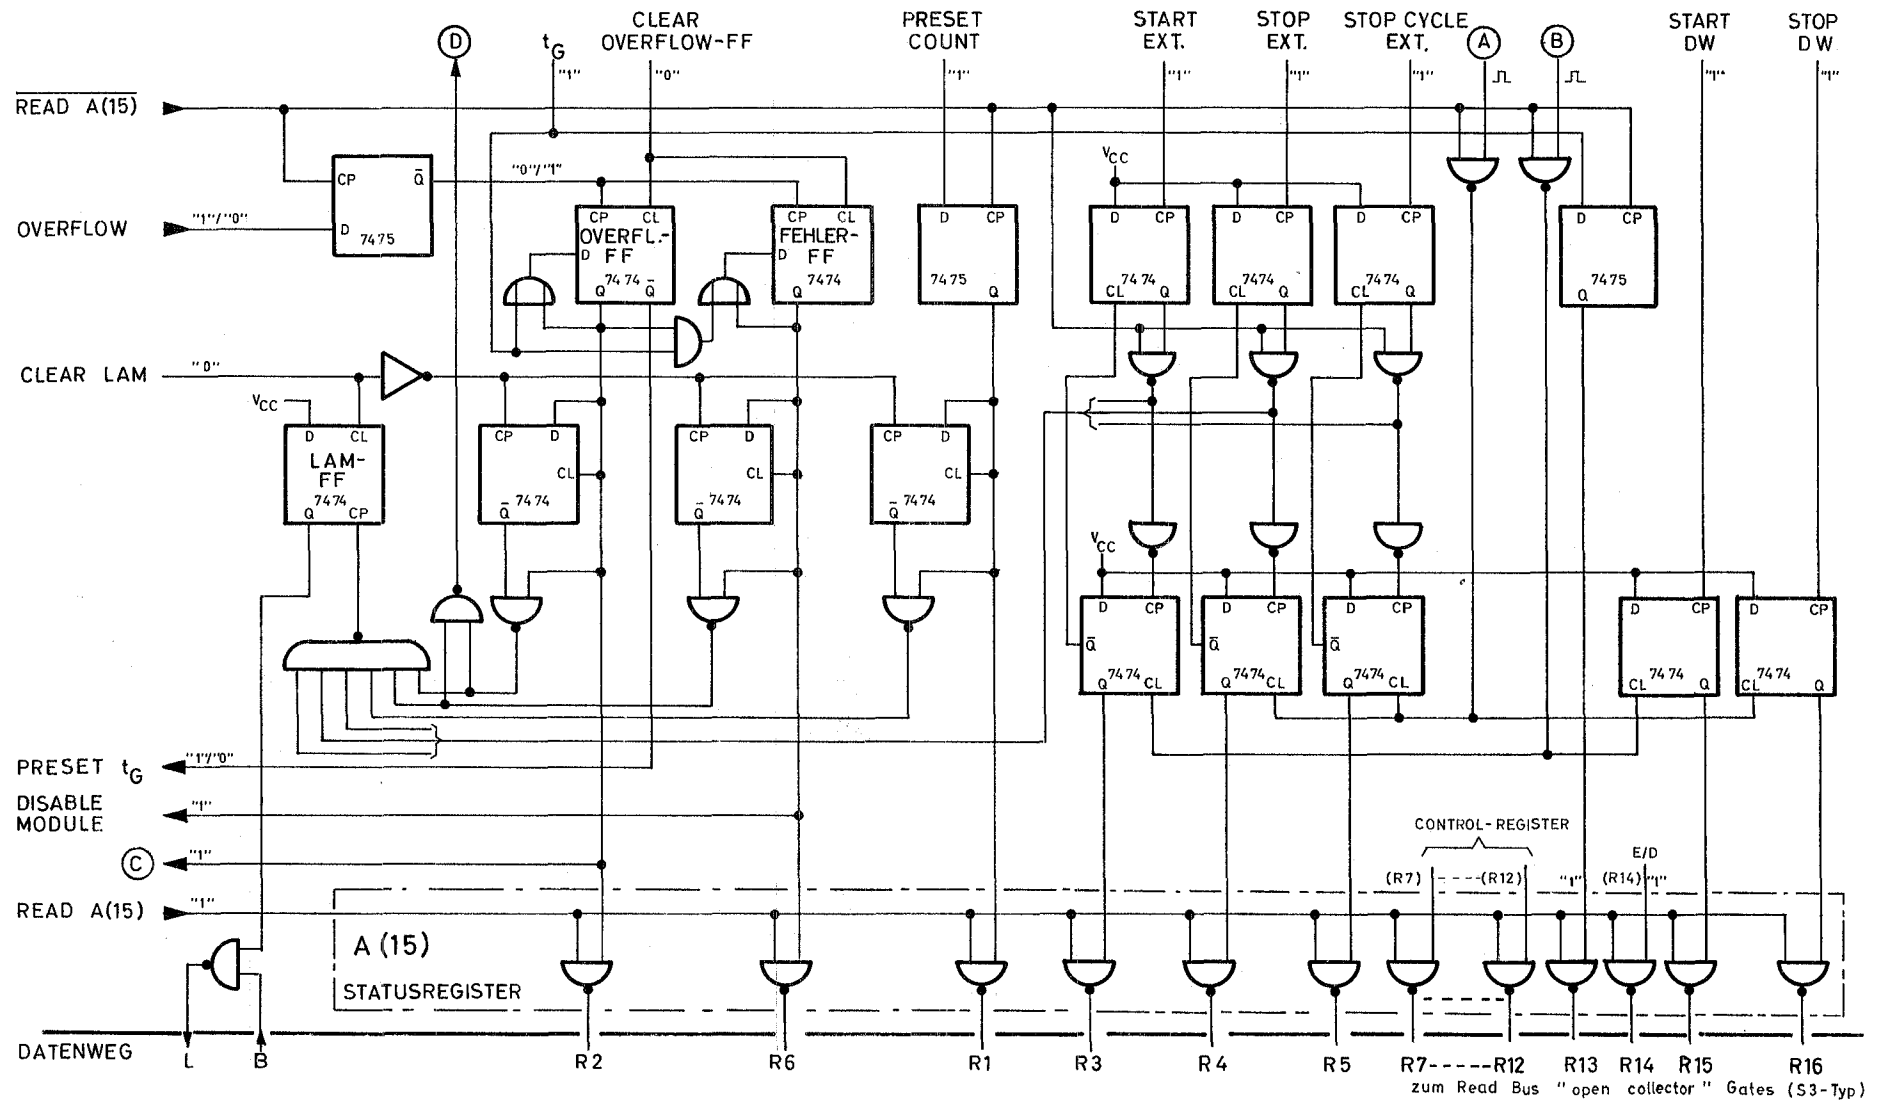 CLEAR PRESET START STOP STOP CYCLE START STOP
D t_G OVERFLOW-FF COUNT EXT. EXT. EXT. A B DW DW
"1" "0" "1" "1" "1" "1" "1" "1"
READ A(15)
V_CC
CP Q̄ "0"/"1"
OVERFLOW "1"/"0" D 7475
CP CL CP CL D CP D CP D CP D CP D CP
OVERFL.- FEHLER-
D FF D FF
7474 7474 7475 7474 7474 7474 7475
Q Q̄ Q Q CL Q CL Q CL Q Q
CLEAR LAM "0"
V_CC
D CL CP D CP D CP D
LAM-
FF CL CL CL
7474 7474 7474 7474
Q CP Q̄ Q̄ Q̄
V_CC
D CP D CP D CP D CP D CP
Q̄ Q̄ Q̄
7474 7474 7474 7474 7474
Q CL Q CL Q CL CL Q CL Q
PRESET t_G "1"/"0"
DISABLE
MODULE "1"
CONTROL-REGISTER
C "1" E/D
(R7) ----(R12) "1" (R14) "1"
READ A(15) "1"
A (15)
STATUSREGISTER
DATENWEG L B R2 R6 R1 R3 R4 R5 R7-----R12 R13 R14 R15 R16
zum Read Bus "open collector" Gates (S3-Typ)